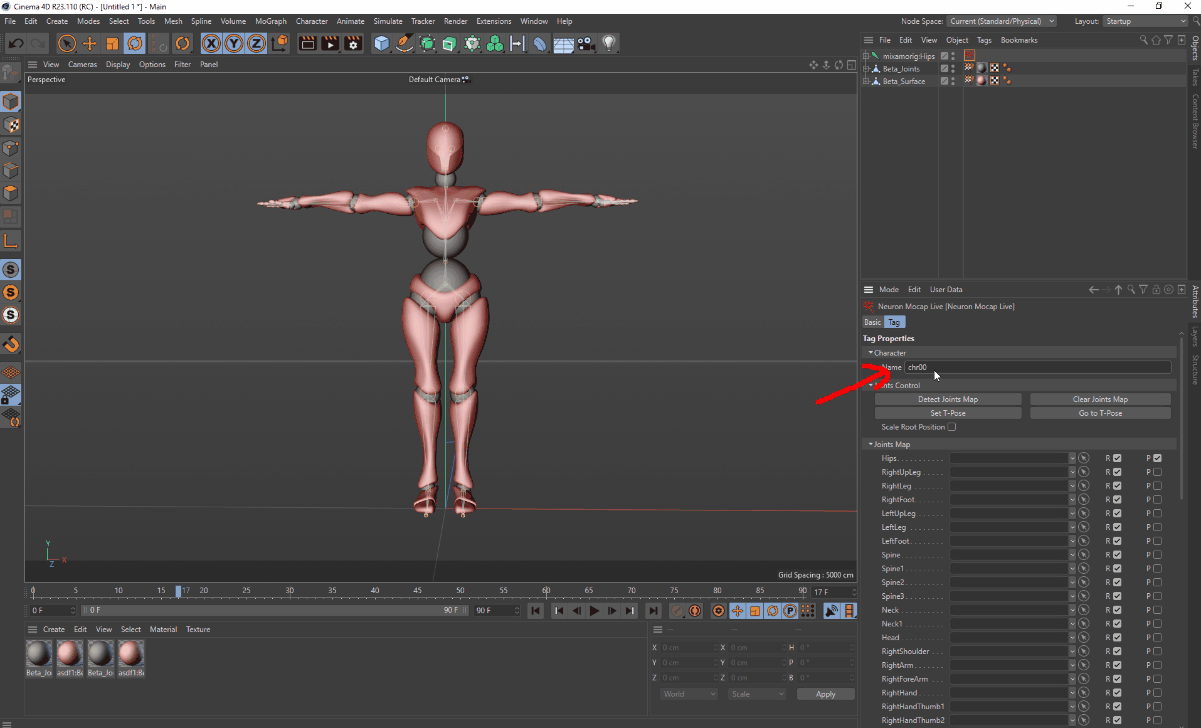 Cinema 4D R23.110 (RC) - [Untitled 1 *] - Main
File Edit Create Modes Select Tools Mesh Spline Volume MoGraph Character Animate Simulate Tracker Render Extensions Window Help
Node Space: Current (Standard/Physical) Layout: Startup
View Cameras Display Options Filter Panel
Perspective
Default Camera
Grid Spacing : 5000 cm
File Edit View Object Tags Bookmarks
mixamorig:Hips
Beta_Joints
Beta_Surface
Objects
Takes
Content Browser
Mode Edit User Data
Neuron Mocap Live [Neuron Mocap Live]
Basic Tag
Tag Properties
Character
Name chr00
Control
Detect Joints Map Clear Joints Map
Set T-Pose Go to T-Pose
Scale Root Position
Joints Map
Hips R P
RightUpLeg R P
RightLeg R P
RightFoot R P
LeftUpLeg R P
LeftLeg R P
LeftFoot R P
Spine R P
Spine1 R P
Spine2 R P
Spine3 R P
Neck R P
Neck1 R P
Head R P
RightShoulder R P
RightArm R P
RightForeArm R P
RightHand R P
RightHandThumb1 R P
RightHandThumb2 R P
Attributes
Layers
Structure
0 5 10 15 17 20 25 30 35 40 45 50 55 60 65 70 75 80 85 90 17 F
0 F 0 F 90 F 90 F
Create Edit View Select Material Texture
Beta_Jo asdf1:Be Beta_Jo asdf1:Be
X 0 cm X 0 cm H 0 °
Y 0 cm Y 0 cm P 0 °
Z 0 cm Z 0 cm B 0 °
World Scale Apply
Y
X
Z